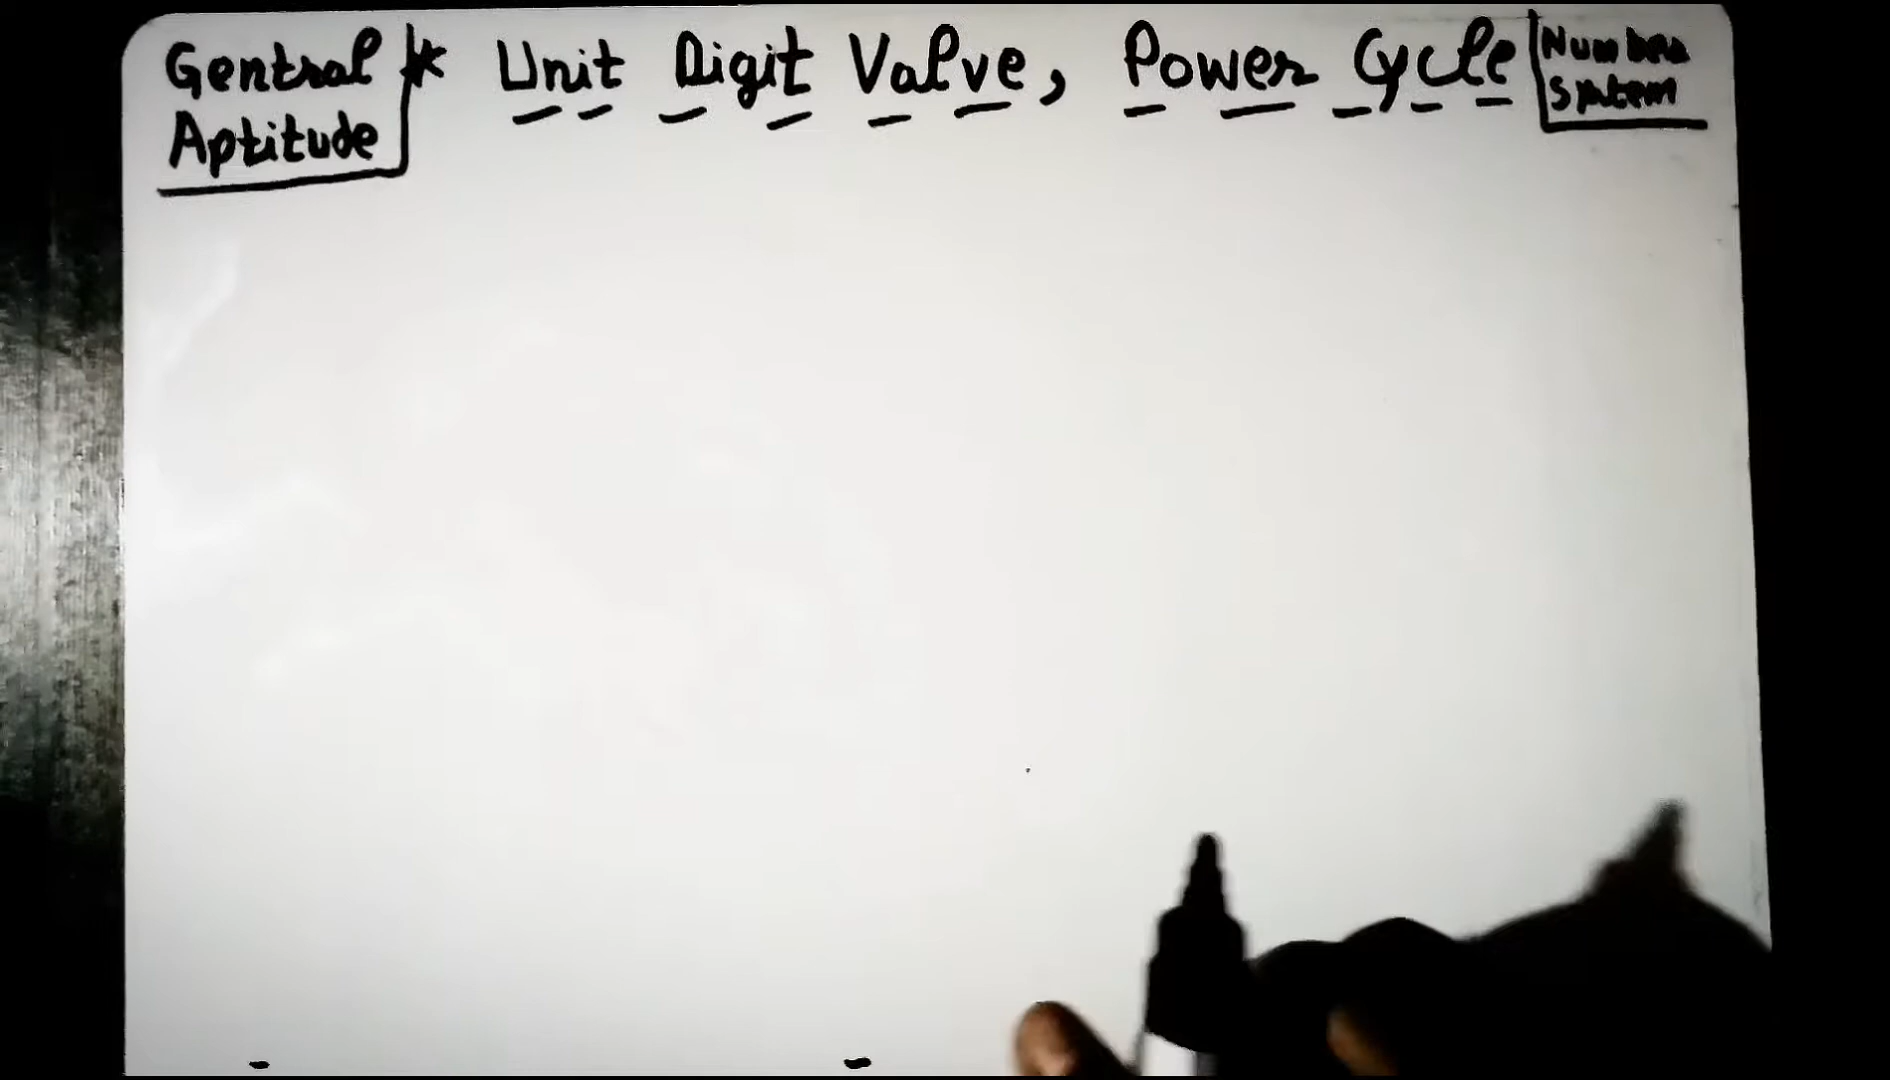 Gentral
Aptitude
* Unit Digit Valve, Power Cycle
Number
System